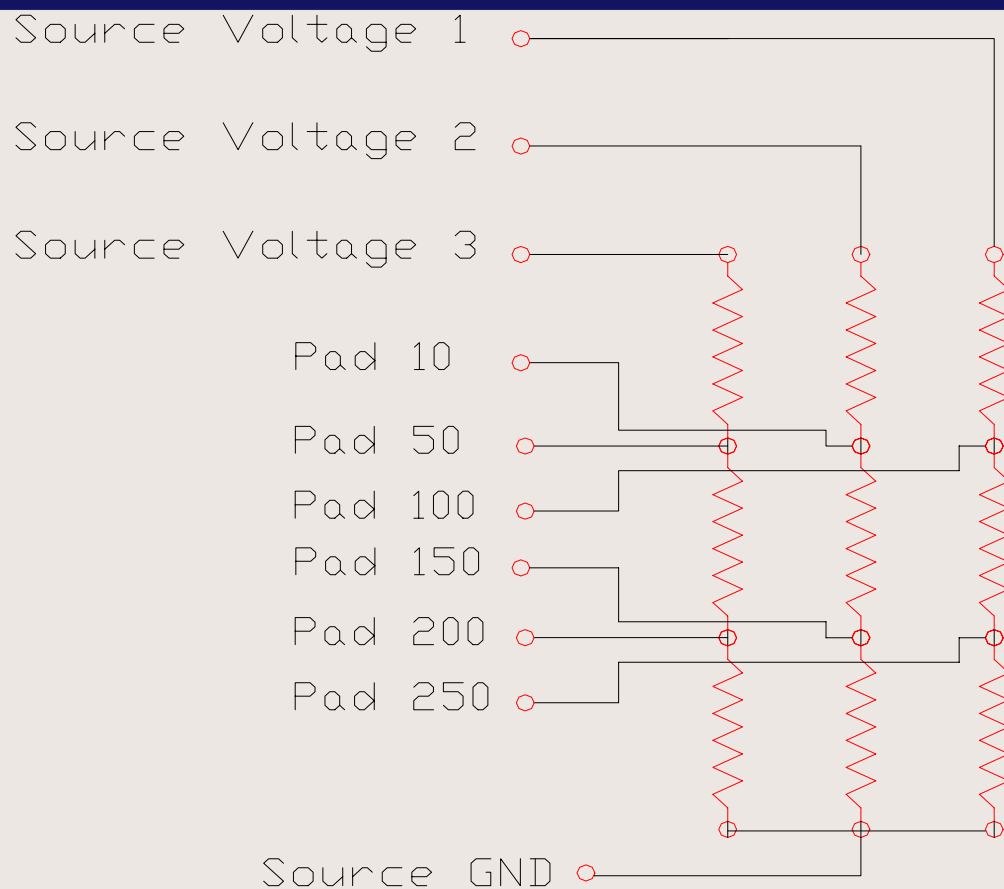 Source Voltage 1
Source Voltage 2
Source Voltage 3
Pad 10
Pad 50
Pad 100
Pad 150
Pad 200
Pad 250
Source GND